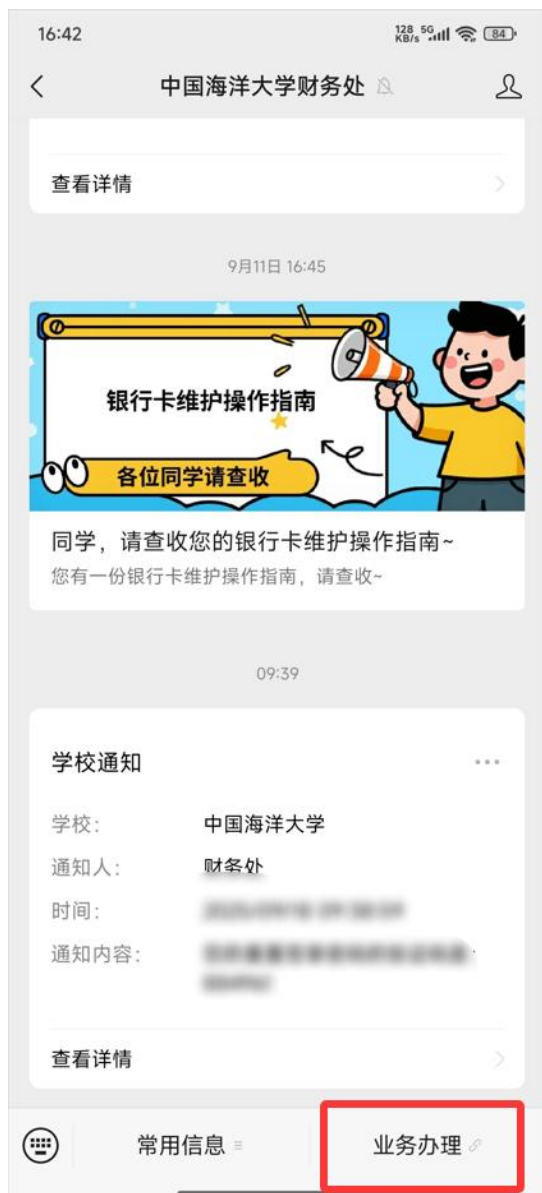 16:42
128 KB/s 5G 84
中国海洋大学财务处
查看详情
9月11日 16:45
银行卡维护操作指南
各位同学请查收
同学，请查收您的银行卡维护操作指南~
您有一份银行卡维护操作指南，请查收~
09:39
学校通知
学校： 中国海洋大学
通知人： 财务处
时间：
通知内容：
查看详情
常用信息 业务办理